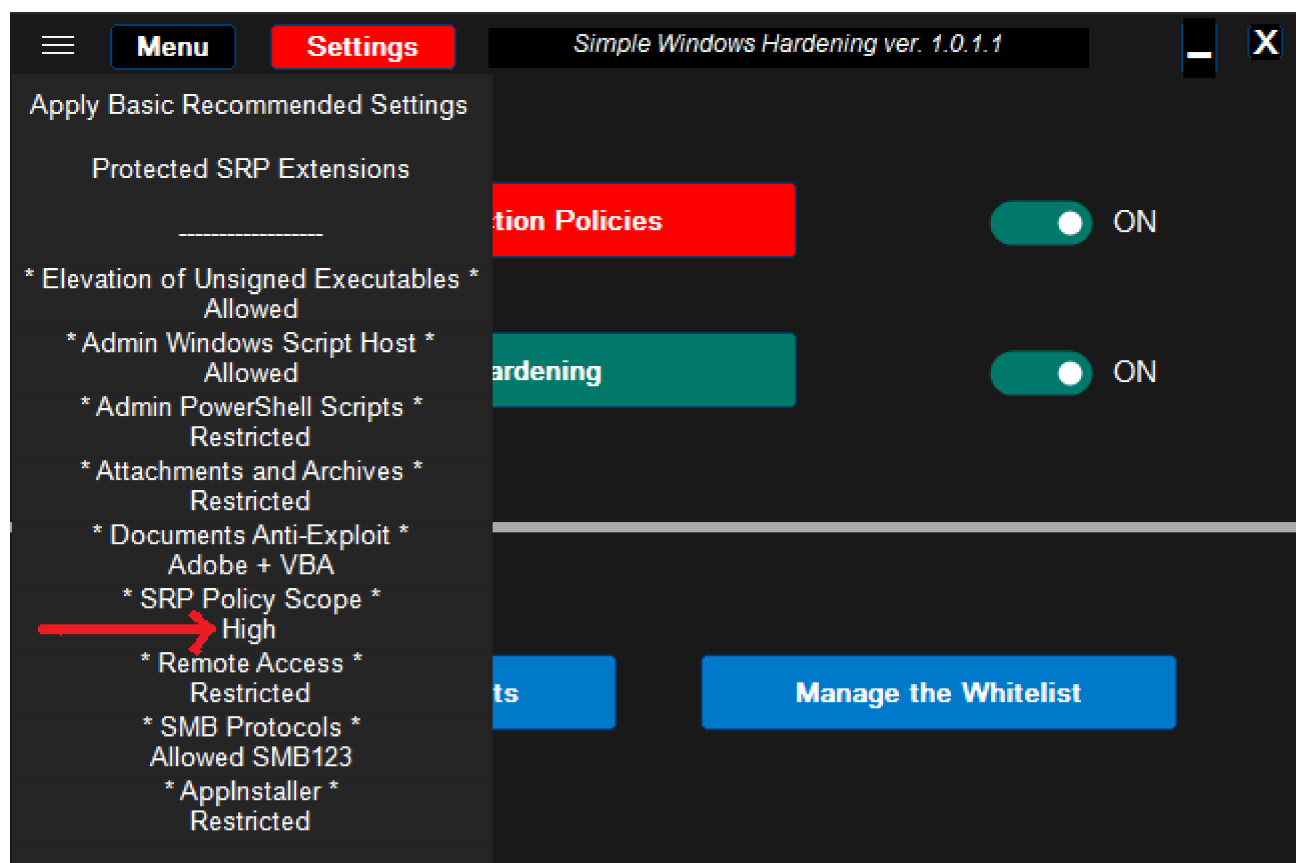 Menu Settings Simple Windows Hardening ver. 1.0.1.1 _ X
Apply Basic Recommended Settings
Protected SRP Extensions
------------------
tion Policies ON
* Elevation of Unsigned Executables *
Allowed
* Admin Windows Script Host *
Allowed
ardening ON
* Admin PowerShell Scripts *
Restricted
* Attachments and Archives *
Restricted
* Documents Anti-Exploit *
Adobe + VBA
* SRP Policy Scope *
High
* Remote Access *
Restricted
ts Manage the Whitelist
* SMB Protocols *
Allowed SMB123
* AppInstaller *
Restricted